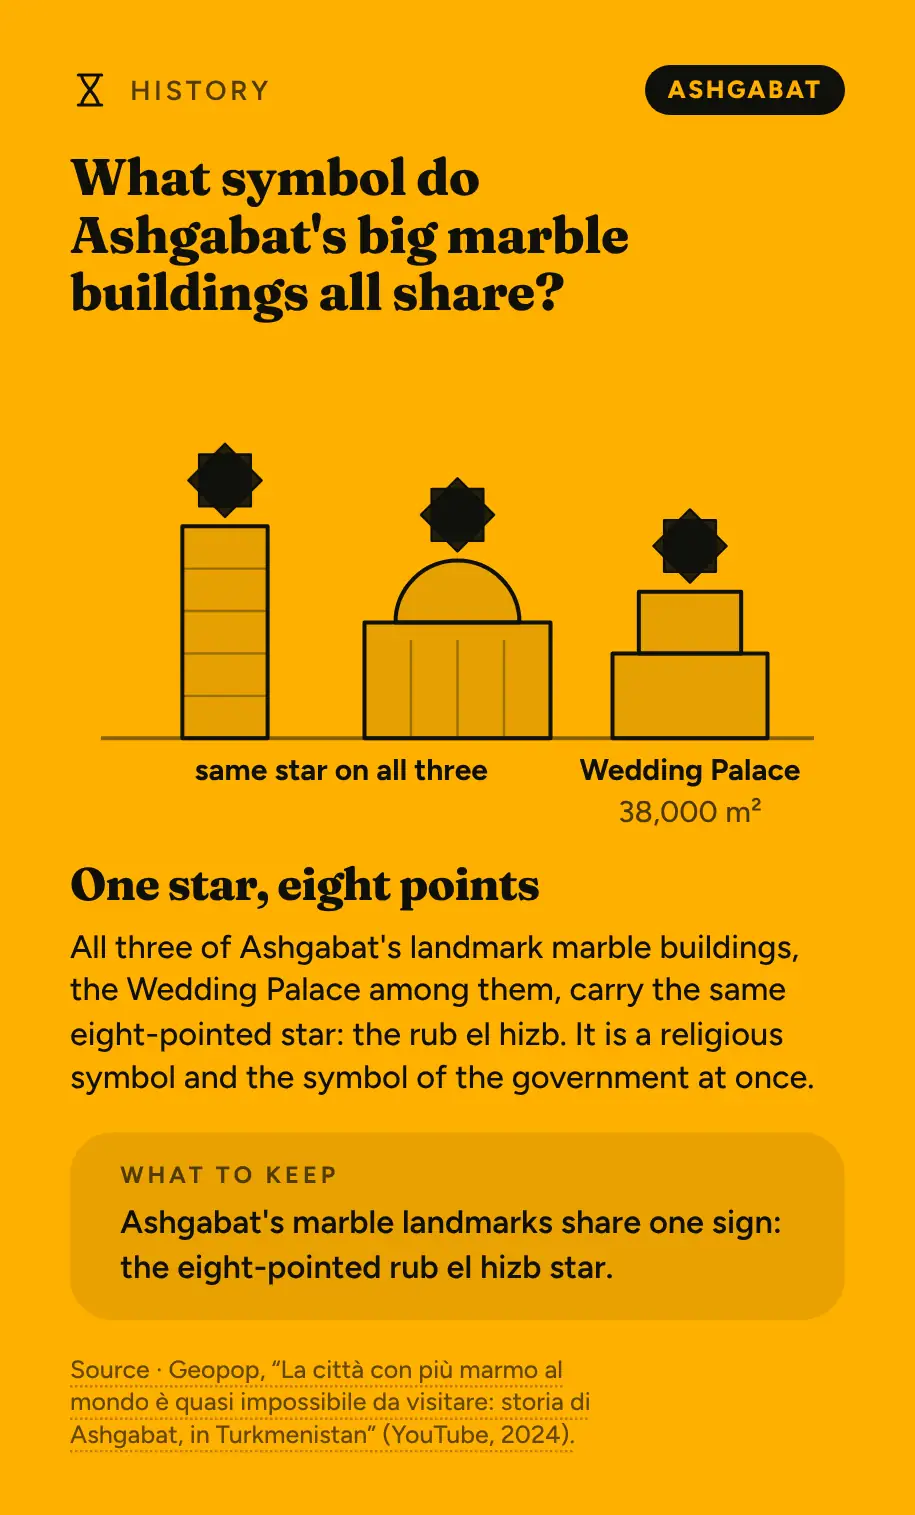 HISTORY
ASHGABAT
What symbol do
Ashgabat's big marble
buildings all share?
same star on all three
Wedding Palace
38,000 m²
One star, eight points
All three of Ashgabat's landmark marble buildings,
the Wedding Palace among them, carry the same
eight-pointed star: the rub el hizb. It is a religious
symbol and the symbol of the government at once.
WHAT TO KEEP
Ashgabat's marble landmarks share one sign:
the eight-pointed rub el hizb star.
Source · Geopop, “La città con più marmo al
mondo è quasi impossibile da visitare: storia di
Ashgabat, in Turkmenistan” (YouTube, 2024).